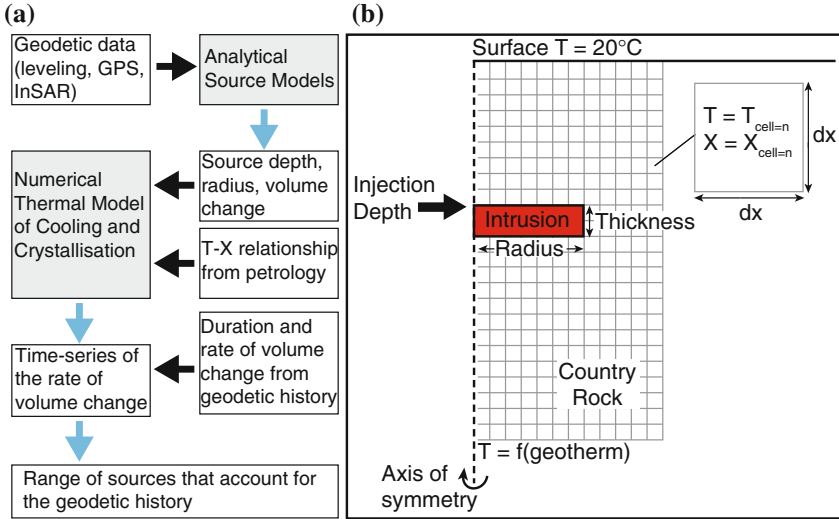 (a)
Geodetic data
(leveling, GPS,
InSAR)
Analytical
Source Models
Numerical
Thermal Model
of Cooling and
Crystallisation
Source depth,
radius, volume
change
T-X relationship
from petrology
Time-series of
the rate of
volume change
Duration and
rate of volume
change from
geodetic history
Range of sources that account for
the geodetic history
(b)
Surface T = 20°C
T = Tcell=n
X = Xcell=n
dx
dx
Injection
Depth
Intrusion
Thickness
Radius
Country
Rock
T = f(geotherm)
Axis of
symmetry